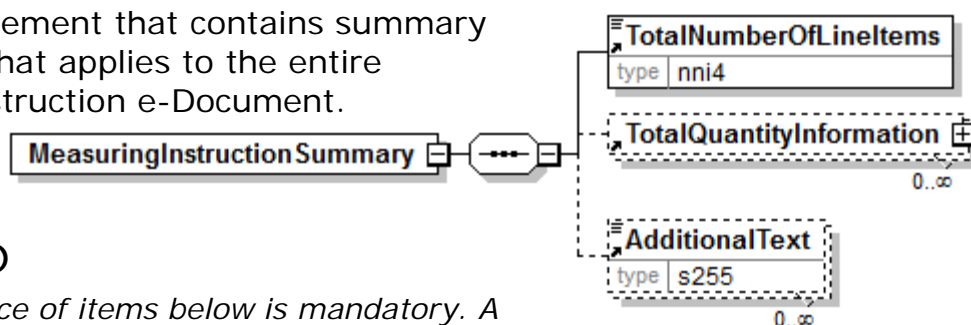 ement that contains summary
hat applies to the entire
struction e-Document.
MeasuringInstructionSummary
TotalNumberOfLineItems
type nni4
TotalQuantityInformation
0..∞
AdditionalText
type s255
0..∞
ce of items below is mandatory. A